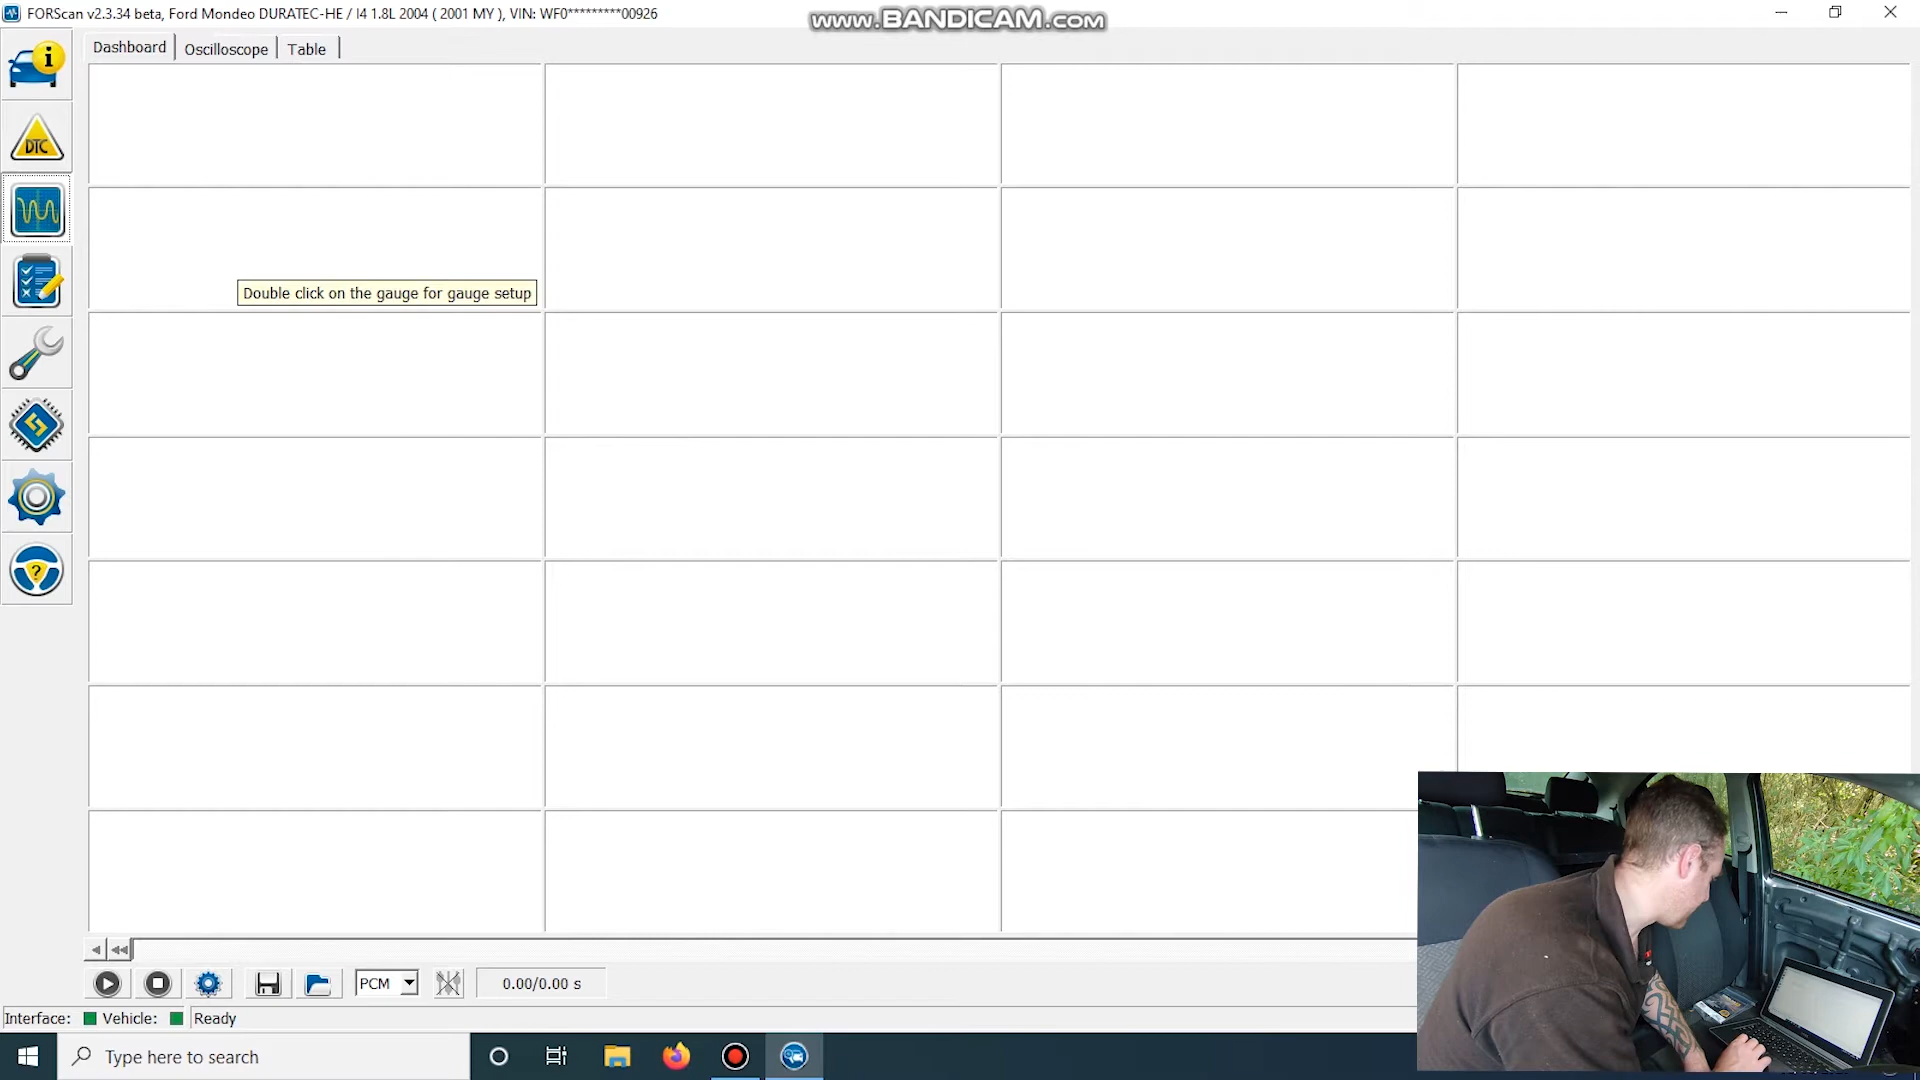 FORScan v2.3.34 beta, Ford Mondeo DURATEC-HE / I4 1.8L 2004 ( 2001 MY ), VIN: WF0*********00926
www.BANDICAM.com
Dashboard
Oscilloscope
Table
i
DTC
Double click on the gauge for gauge setup
?
PCM
0.00/0.00 s
Interface:
Vehicle:
Ready
Type here to search